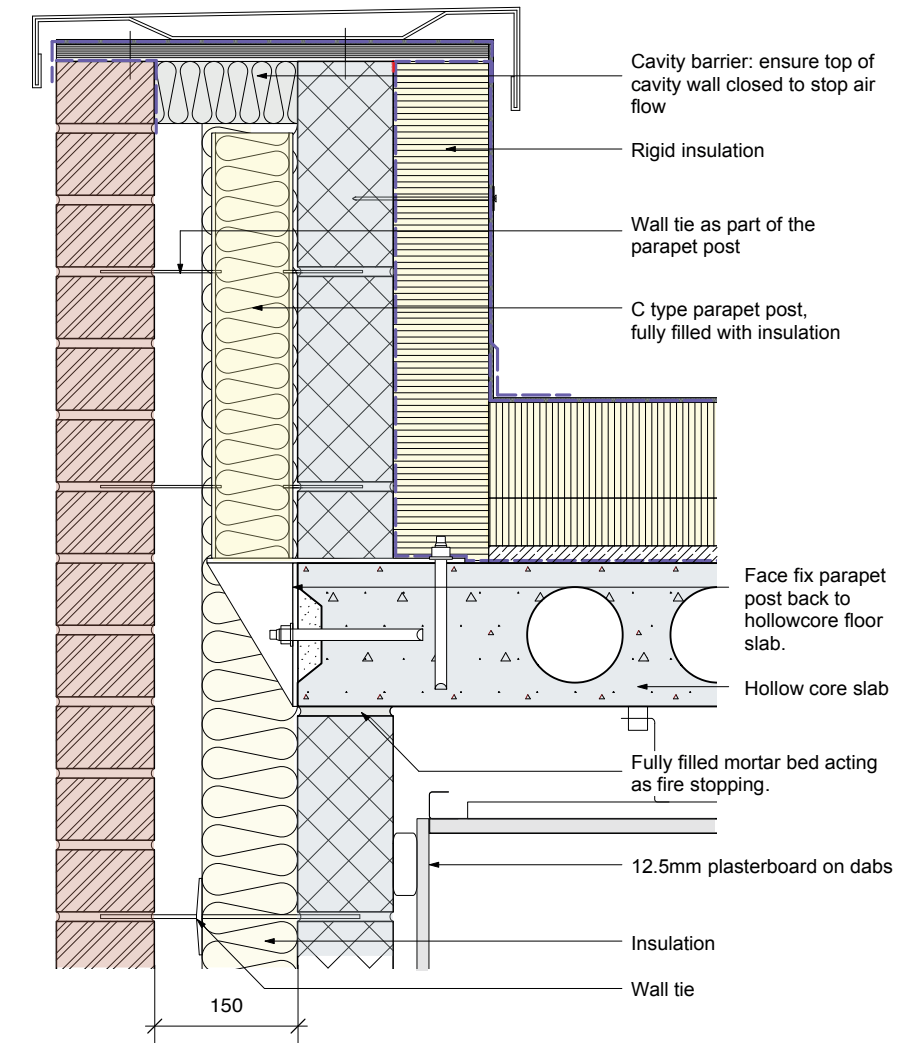 Cavity barrier: ensure top of
cavity wall closed to stop air
flow
Rigid insulation
Wall tie as part of the
parapet post
C type parapet post,
fully filled with insulation
Face fix parapet
post back to
hollowcore floor
slab.
Hollow core slab
Fully filled mortar bed acting
as fire stopping.
12.5mm plasterboard on dabs
Insulation
Wall tie
150